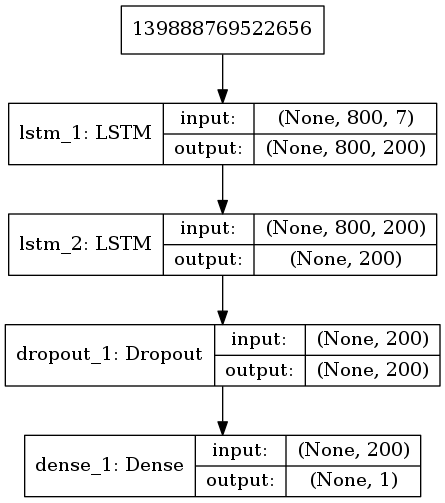 139888769522656
lstm_1: LSTM
input:
(None, 800, 7)
output:
(None, 800, 200)
lstm_2: LSTM
input:
(None, 800, 200)
output:
(None, 200)
dropout_1: Dropout
input:
(None, 200)
output:
(None, 200)
dense_1: Dense
input:
(None, 200)
output:
(None, 1)